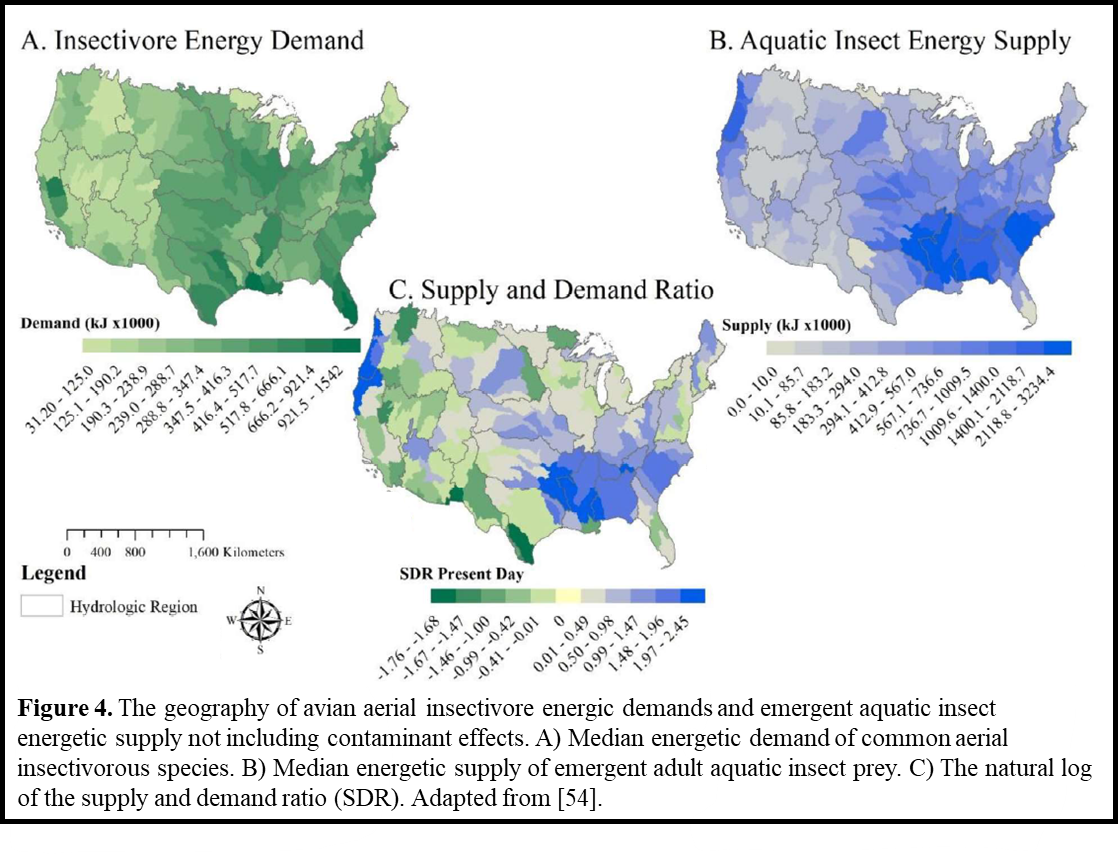 A. Insectivore Energy Demand
B. Aquatic Insect Energy Supply
Demand (kJ x1000)
31.20 - 125.0
125.1 - 190.2
190.3 - 238.9
239.0 - 288.7
288.8 - 347.4
347.5 - 416.3
416.4 - 517.7
517.8 - 666.1
666.2 - 921.4
921.5 - 1542
C. Supply and Demand Ratio
Supply (kJ x1000)
0.0 - 10.0
10.1 - 85.7
85.8 - 183.2
183.3 - 294.0
294.1 - 412.8
412.9 - 567.0
567.1 - 736.6
736.7 - 1009.5
1009.6 - 1400.0
1400.1 - 2118.7
2118.8 - 3234.4
0 400 800 1,600 Kilometers
Legend
Hydrologic Region
N
W E
S
SDR Present Day
-1.76 - -1.68
-1.67 - -1.47
-1.46 - -1.00
-0.99 - -0.42
-0.41 - -0.01
0
0.01 - 0.49
0.50 - 0.98
0.99 - 1.47
1.48 - 1.96
1.97 - 2.45
Figure 4. The geography of avian aerial insectivore energic demands and emergent aquatic insect
energetic supply not including contaminant effects. A) Median energetic demand of common aerial
insectivorous species. B) Median energetic supply of emergent adult aquatic insect prey. C) The natural log
of the supply and demand ratio (SDR). Adapted from [54].